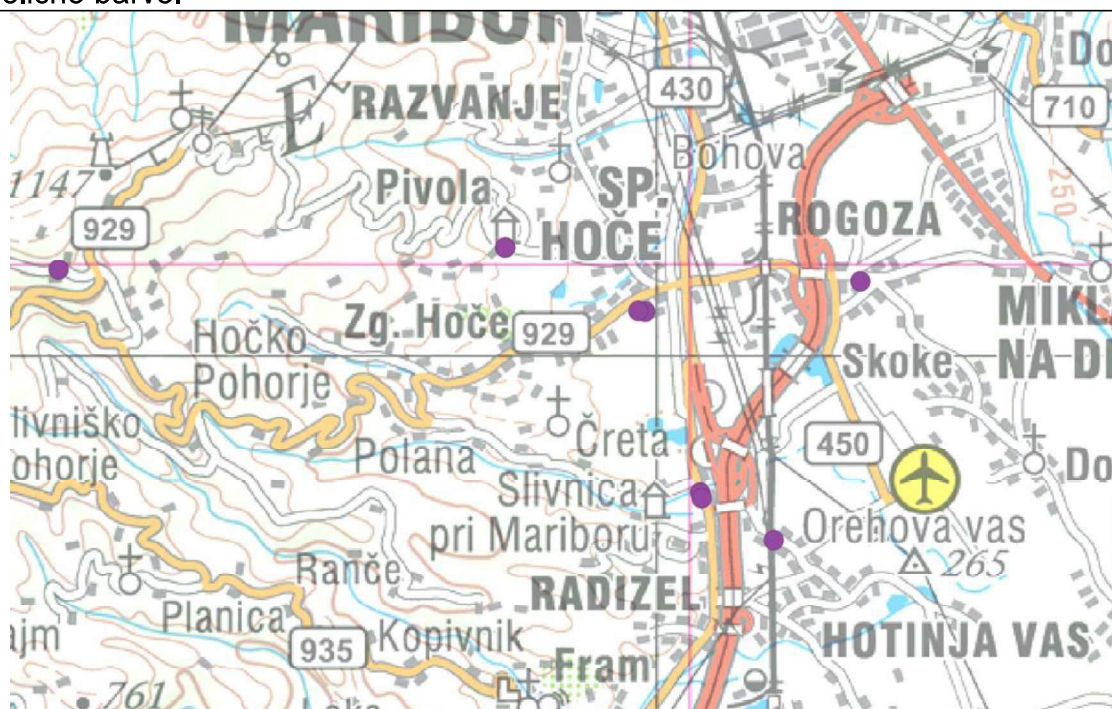 MARIBOR
E
RAZVANJE
430
Do
710
Bohova
1147
Pivola
SP.
HOČE
ROGOZA
250
929
Zg. Hoče
929
MIKL
NA D
Hočko
Pohorje
Skoke
livniško
ohorje
Polana
Čreta
450
Do
Slivnica
pri Mariboru
Orehova vas
265
Ranče
RADIZEL
Planica
935
Kopivnik
HOTINJA VAS
ajm
Fram
761